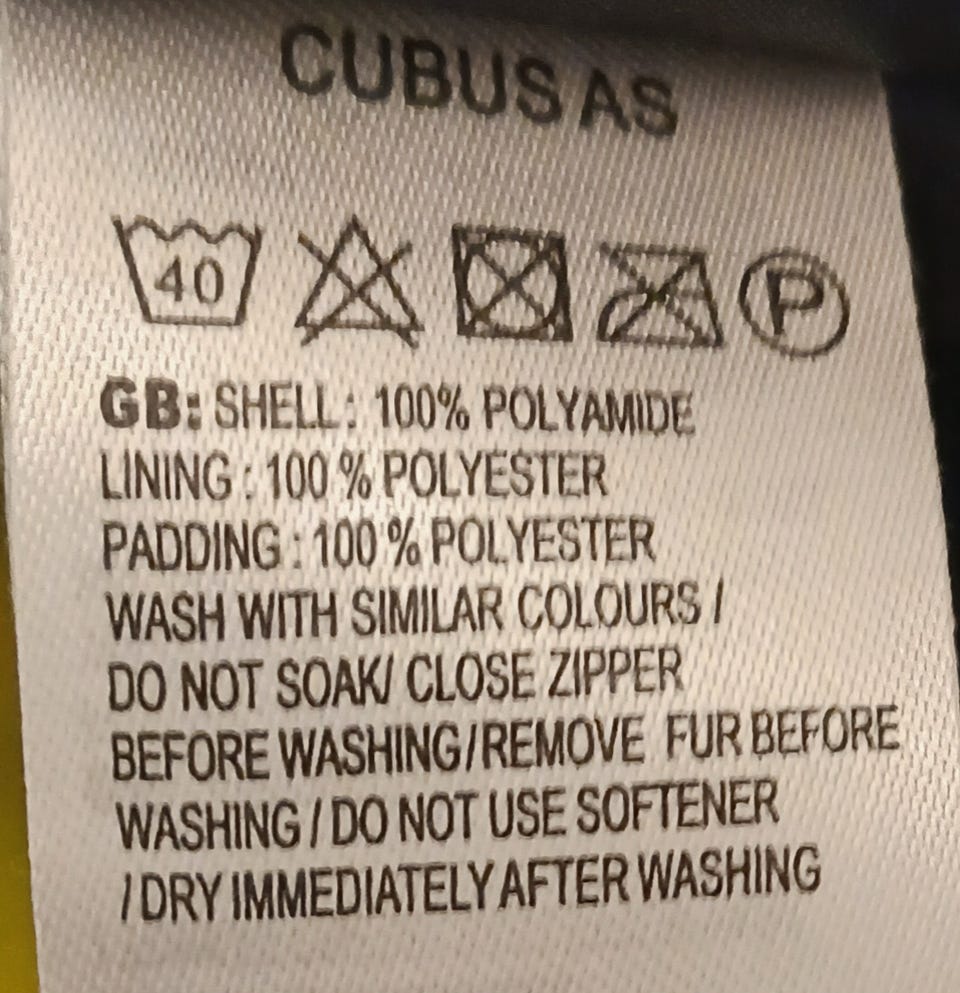 CUBUS AS
40
P
GB: SHELL: 100% POLYAMIDE
LINING : 100 % POLYESTER
PADDING : 100 % POLYESTER
WASH WITH SIMILAR COLOURS /
DO NOT SOAK/ CLOSE ZIPPER
BEFORE WASHING/REMOVE FUR BEFORE
WASHING / DO NOT USE SOFTENER
/ DRY IMMEDIATELY AFTER WASHING